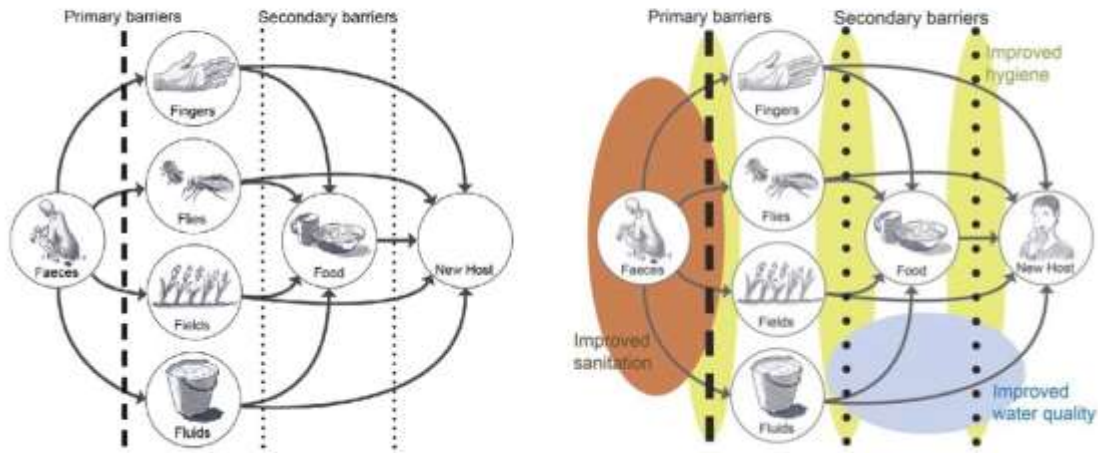 Primary barriers
Secondary barriers
Fingers
Flies
Faeces
Food
New Host
Fields
Fluids
Primary barriers
Secondary barriers
Improved
hygiene
Fingers
Flies
Faeces
Food
New Host
Fields
Improved
sanitation
Fluids
Improved
water quality